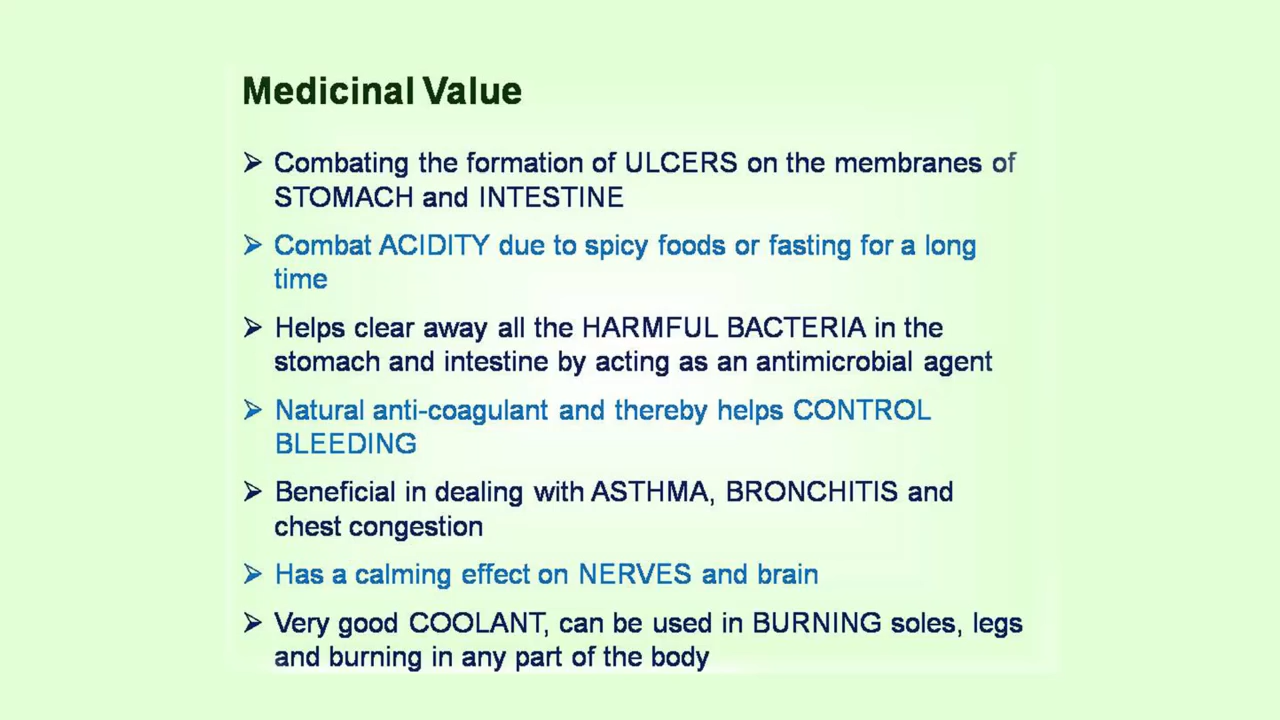 Medicinal Value
➢ Combating the formation of ULCERS on the membranes of
STOMACH and INTESTINE
➢ Combat ACIDITY due to spicy foods or fasting for a long
time
➢ Helps clear away all the HARMFUL BACTERIA in the
stomach and intestine by acting as an antimicrobial agent
➢ Natural anti-coagulant and thereby helps CONTROL
BLEEDING
➢ Beneficial in dealing with ASTHMA, BRONCHITIS and
chest congestion
➢ Has a calming effect on NERVES and brain
➢ Very good COOLANT, can be used in BURNING soles, legs
and burning in any part of the body